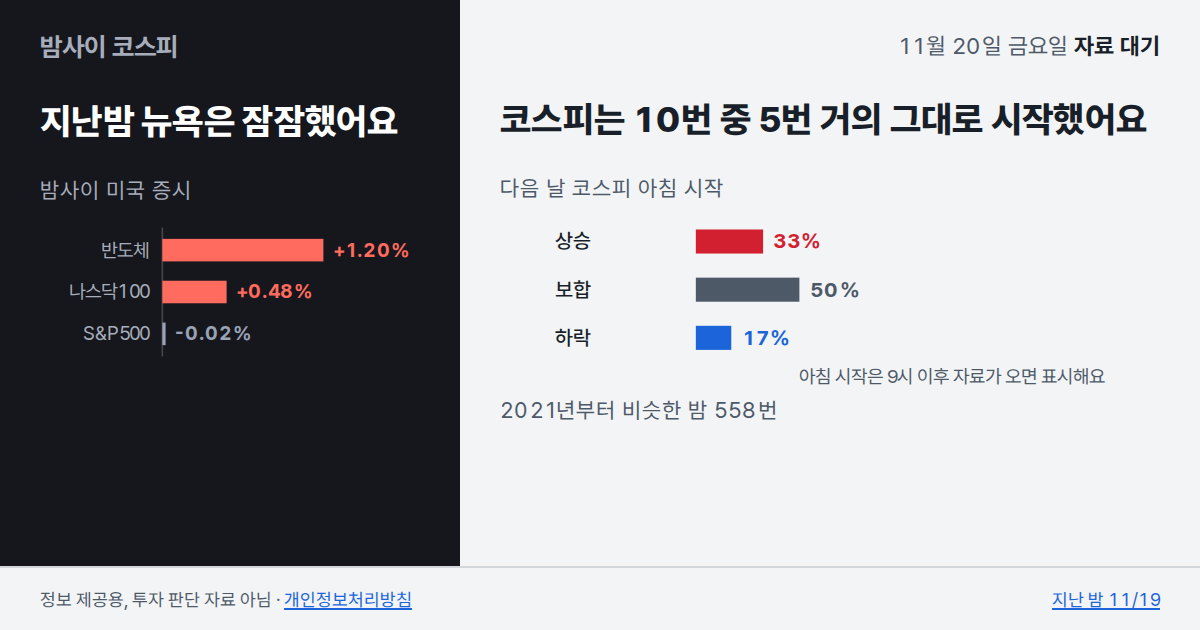 밤사이 코스피
지난밤 뉴욕은 잠잠했어요
밤사이 미국 증시
반도체 +1.20%
나스닥100 +0.48%
S&P500 -0.02%
11월 20일 금요일 자료 대기
코스피는 10번 중 5번 거의 그대로 시작했어요
다음 날 코스피 아침 시작
상승 33%
보합 50%
하락 17%
아침 시작은 9시 이후 자료가 오면 표시해요
2021년부터 비슷한 밤 558번
정보 제공용, 투자 판단 자료 아님 · 개인정보처리방침
지난 밤 11/19